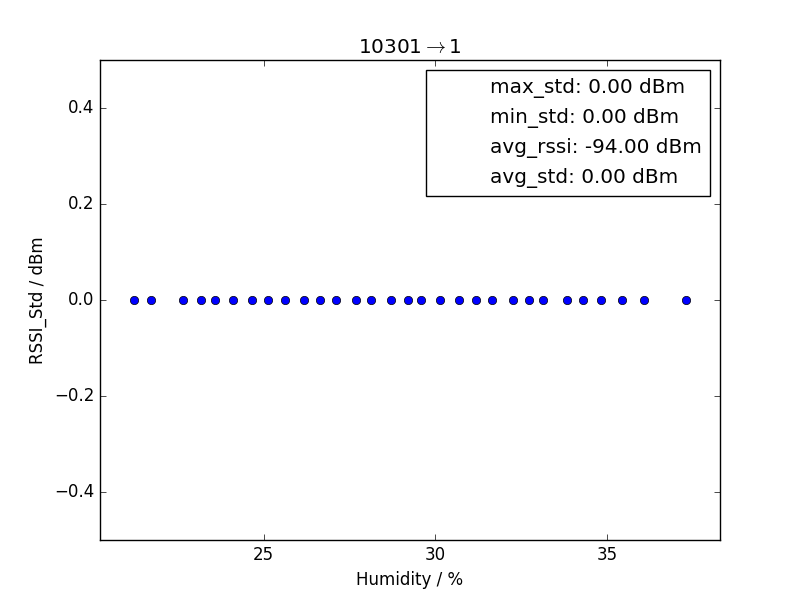 10301→1
max_std: 0.00 dBm
min_std: 0.00 dBm
avg_rssi: -94.00 dBm
avg_std: 0.00 dBm
RSSI_Std / dBm
0.4
0.2
0.0
−0.2
−0.4
25 30 35
Humidity / %